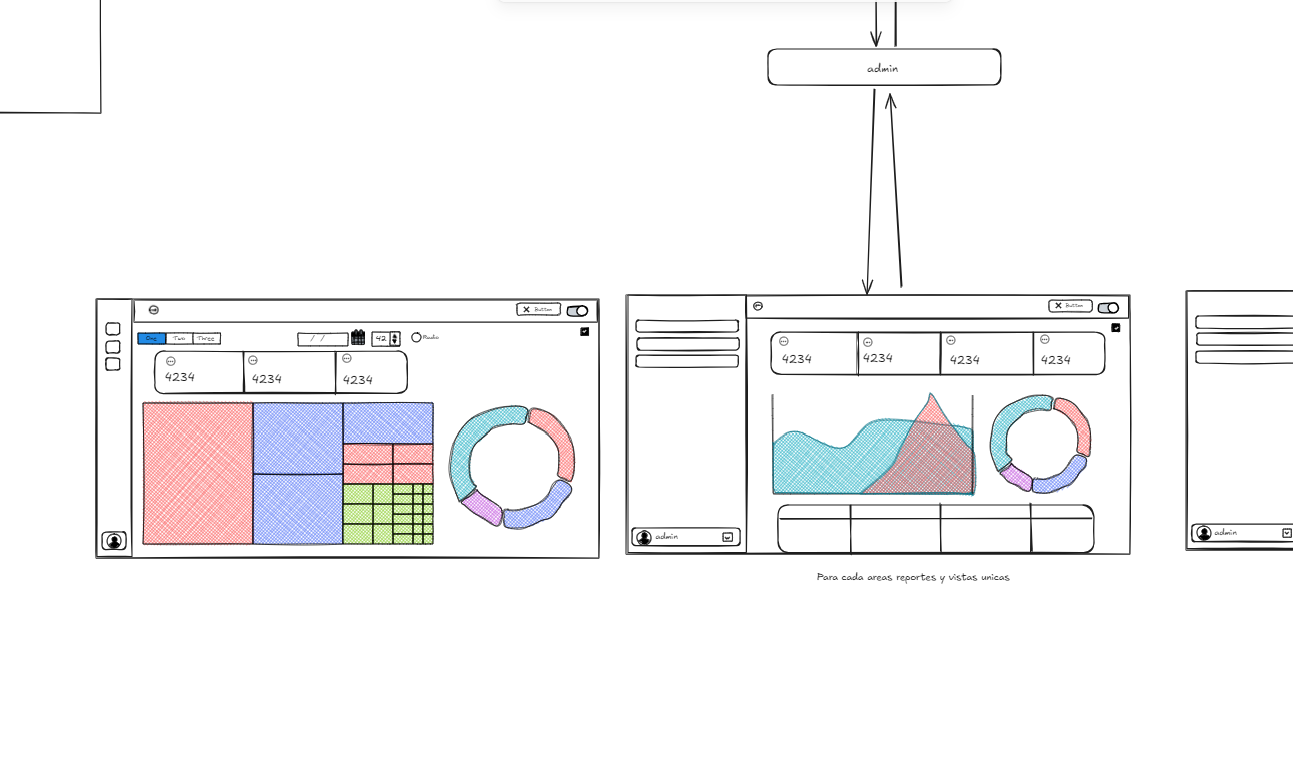 admin
Button
One Two Three
/ /
42
Radio
4234 4234 4234
Button
4234 4234 4234 4234
admin
admin
Para cada areas reportes y vistas unicas